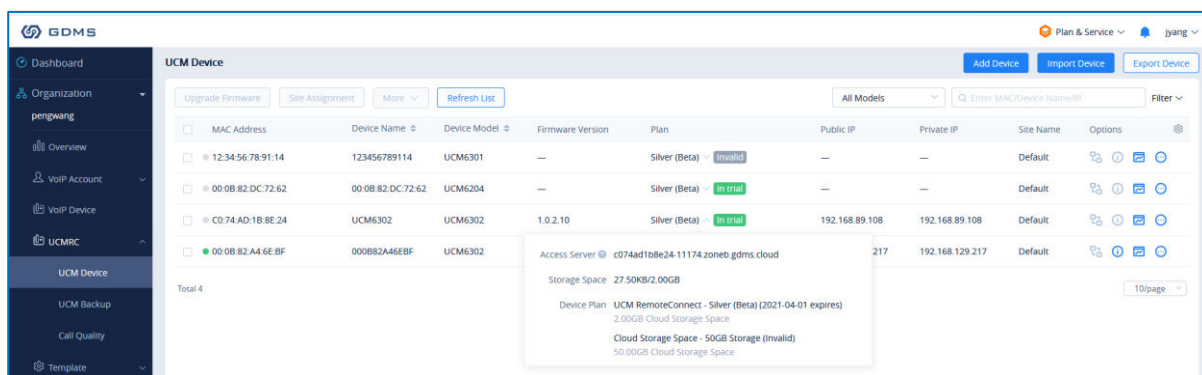 GDMS
Plan & Service
jyang
Dashboard
UCM Device
Add Device
Import Device
Export Device
Organization
pengwang
Upgrade Firmware
Site Assignment
More
Refresh List
All Models
Enter MAC/Device Name/IP
Filter
MAC Address Device Name Device Model Firmware Version Plan Public IP Private IP Site Name Options
Overview
12:34:56:78:91:14 123456789114 UCM6301 — Silver (Beta) Invalid — — Default
VoIP Account
00:0B:82:DC:72:62 00:0B:82:DC:72:62 UCM6204 — Silver (Beta) In trial — — Default
VoIP Device
C0:74:AD:1B:8E:24 UCM6302 UCM6302 1.0.2.10 Silver (Beta) In trial 192.168.89.108 192.168.89.108 Default
UCMRC
00:0B:82:A4:6E:BF 000B82A46EBF UCM6302 217 192.168.129.217 Default
Access Server c074ad1b8e24-11174.zoneb.gdms.cloud
UCM Device
Storage Space 27.50KB/2.00GB
Total 4
10/page
Device Plan UCM RemoteConnect - Silver (Beta) (2021-04-01 expires)
2.00GB Cloud Storage Space
UCM Backup
Cloud Storage Space - 50GB Storage (Invalid)
50.00GB Cloud Storage Space
Call Quality
Template